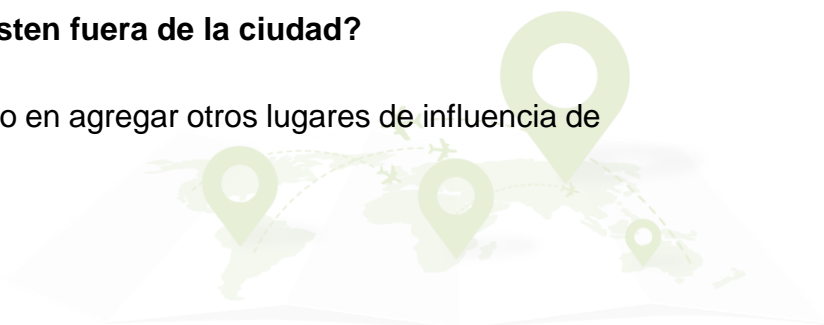 sten fuera de la ciudad?
o en agregar otros lugares de influencia de